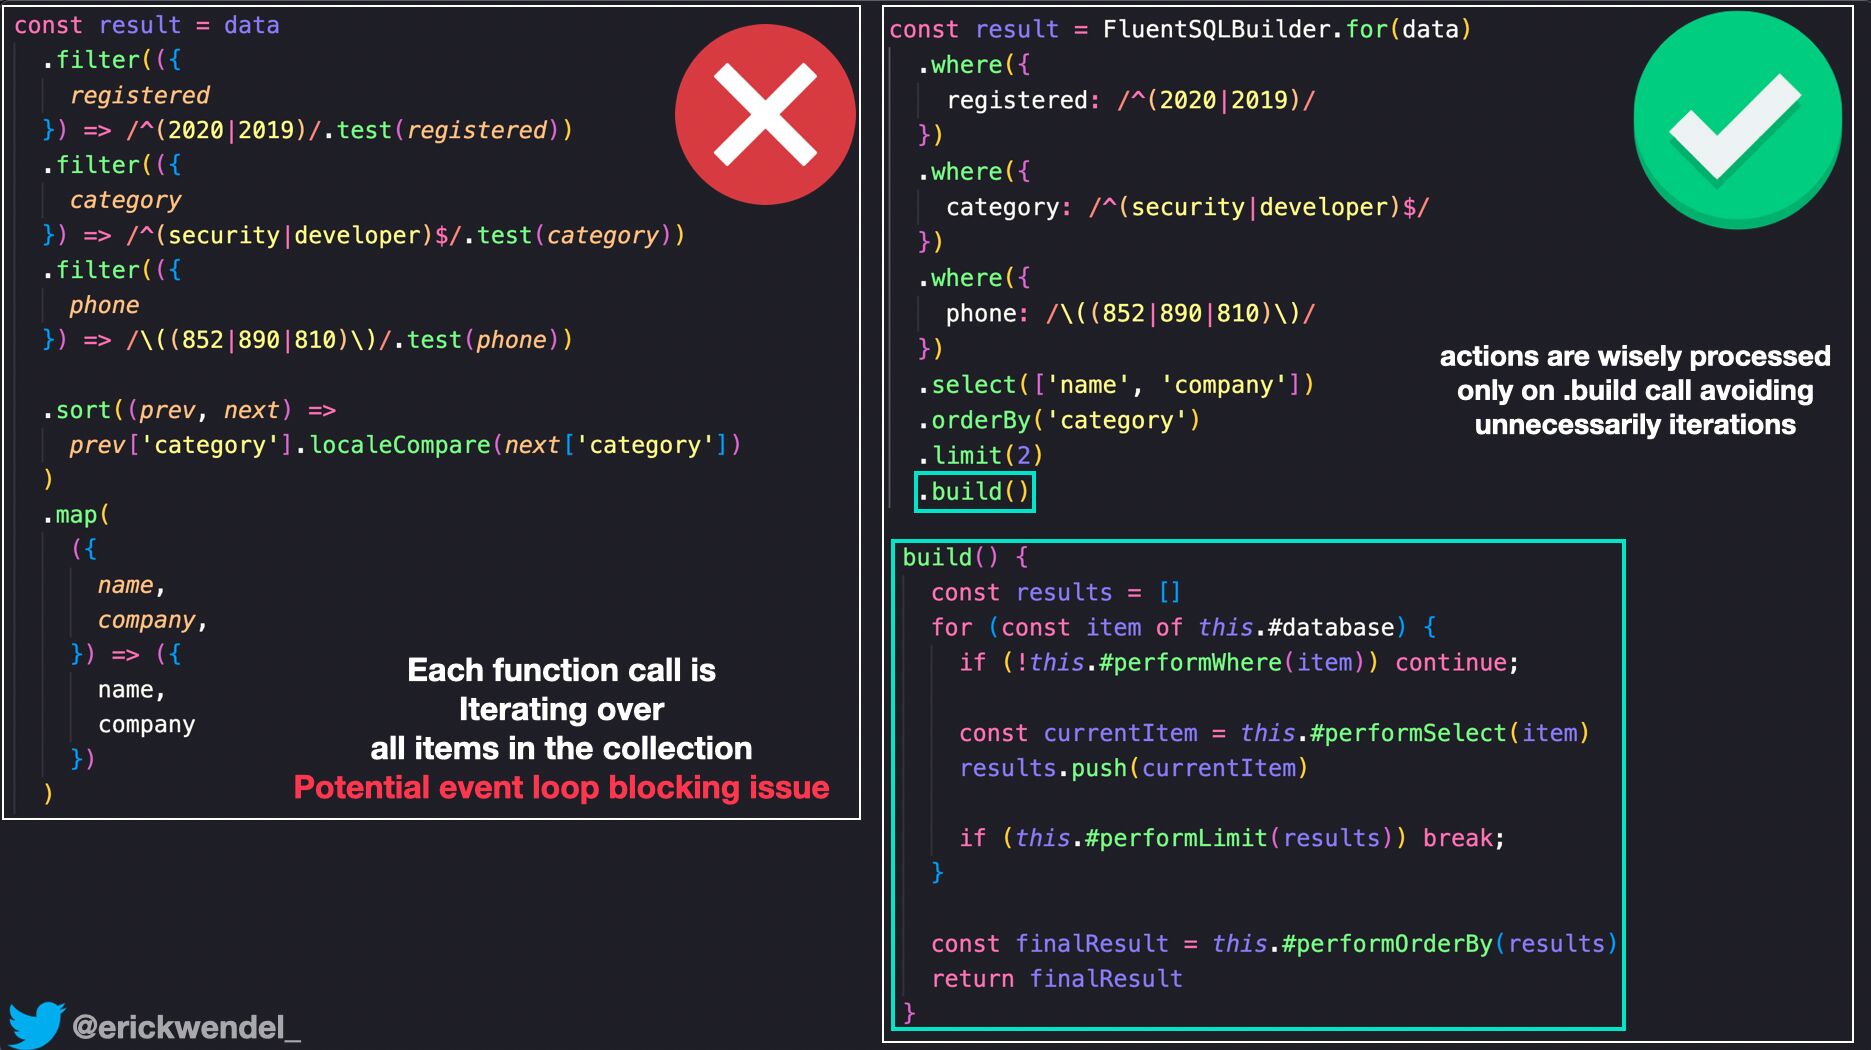 const result = data
.filter(({
registered
}) => /^(2020|2019)/.test(registered))
.filter(({
category
}) => /^(security|developer)$/.test(category))
.filter(({
phone
}) => /\((852|890|810)\)/.test(phone))
.sort((prev, next) =>
prev['category'].localeCompare(next['category'])
)
.map(
({
name,
company,
}) => ({
name,
company
})
)
Each function call is
Iterating over
all items in the collection
Potential event loop blocking issue
const result = FluentSQLBuilder.for(data)
.where({
registered: /^(2020|2019)/
})
.where({
category: /^(security|developer)$/
})
.where({
phone: /\((852|890|810)\)/
})
.select(['name', 'company'])
.orderBy('category')
.limit(2)
.build()
actions are wisely processed
only on .build call avoiding
unnecessarily iterations
build() {
const results = []
for (const item of this.#database) {
if (!this.#performWhere(item)) continue;
const currentItem = this.#performSelect(item)
results.push(currentItem)
if (this.#performLimit(results)) break;
}
const finalResult = this.#performOrderBy(results)
return finalResult
}
@erickwendel_